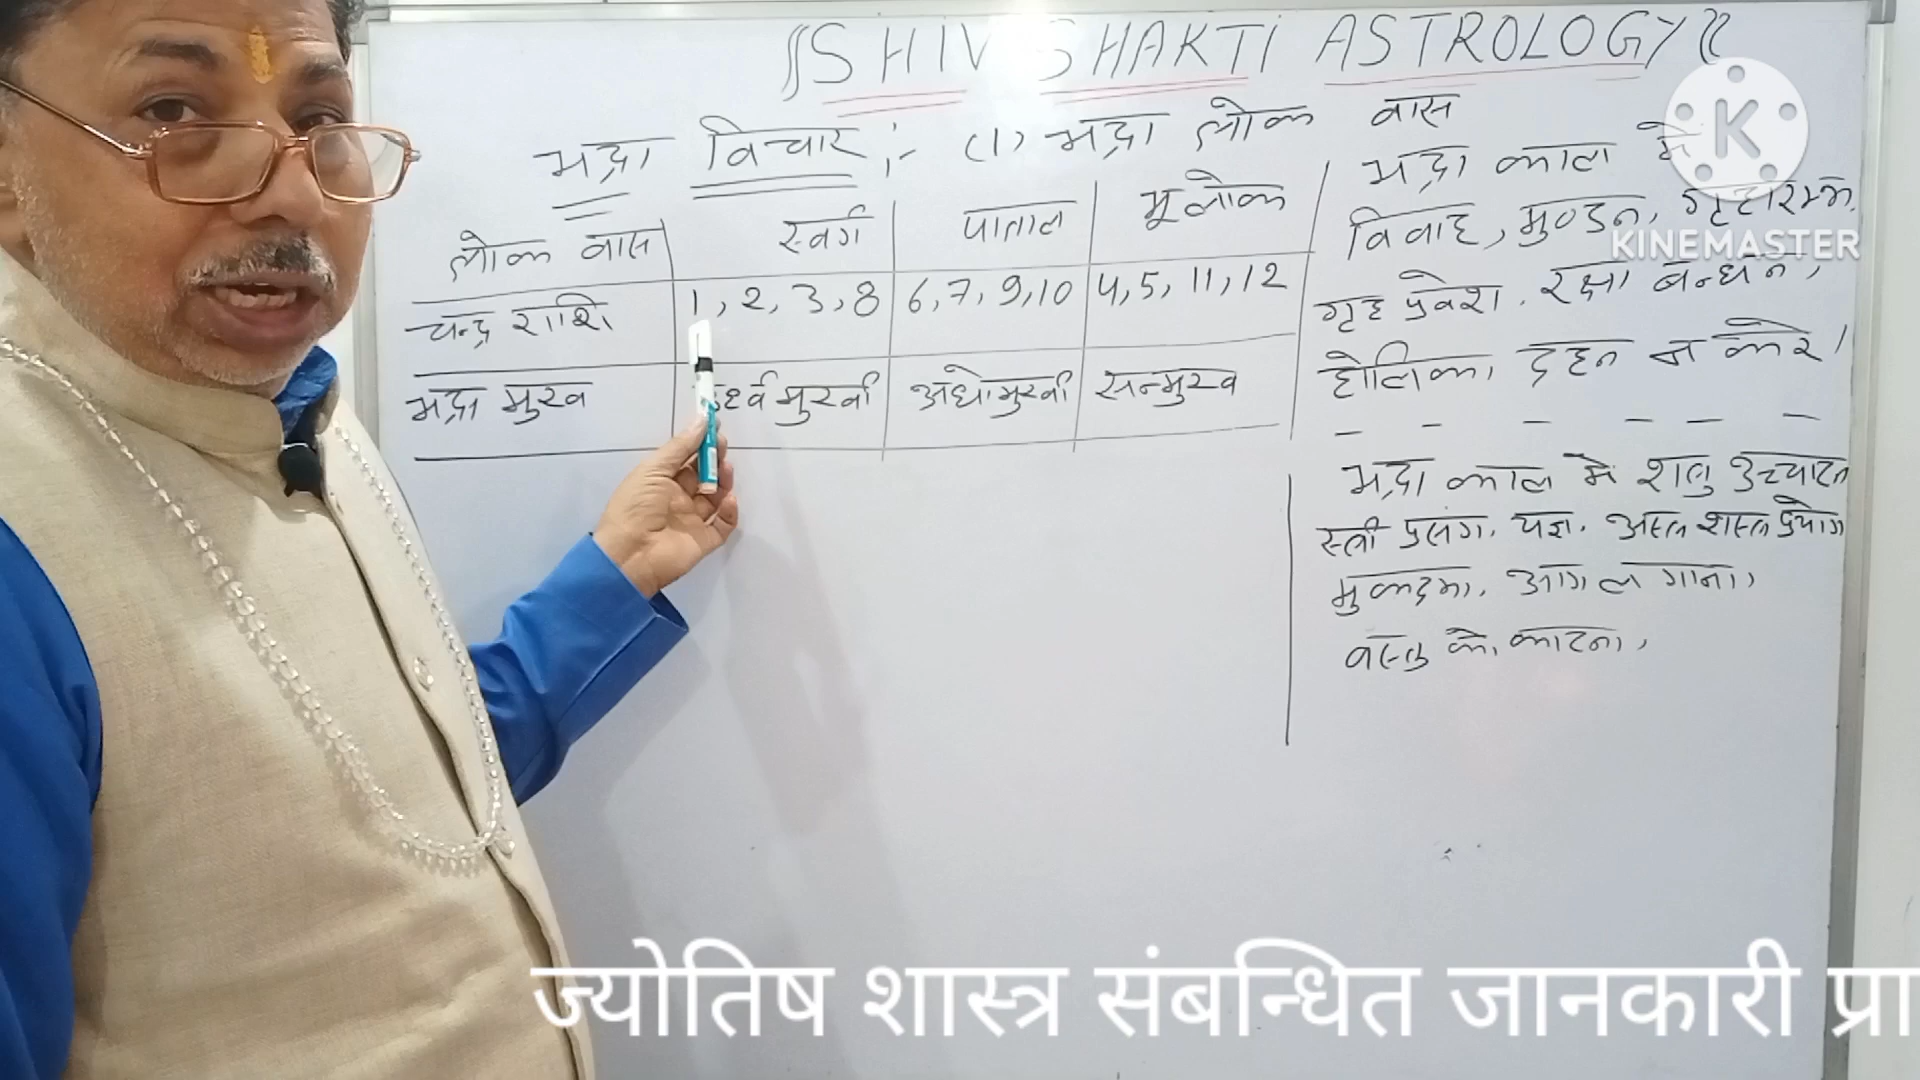 ॥ SHIV SHAKTI ASTROLOGY ॥
भद्रा विचार :- (1) भद्रा लोक वास
लोक वास | स्वर्ग | पाताल | भूलोक
चन्द्र राशि | 1, 2, 3, 8 | 6, 7, 9, 10 | 4, 5, 11, 12
भद्रा मुख | उर्ध्वमुखी | अधोमुखी | सन्मुख
भद्रा काल मे
विवाह, मुण्डन, गृहारम्भ,
गृह प्रवेश, रक्षा बन्धन,
होलिका दहन न करे।
भद्रा काल मे शत्रु उच्चाटन
स्त्री प्रसंग, यज्ञ, अस्त्र शस्त्र प्रयोग
मुकदमा, आग लगाना,
वस्तु को काटना,
K
KINEMASTER
ज्योतिष शास्त्र संबन्धित जानकारी प्रा